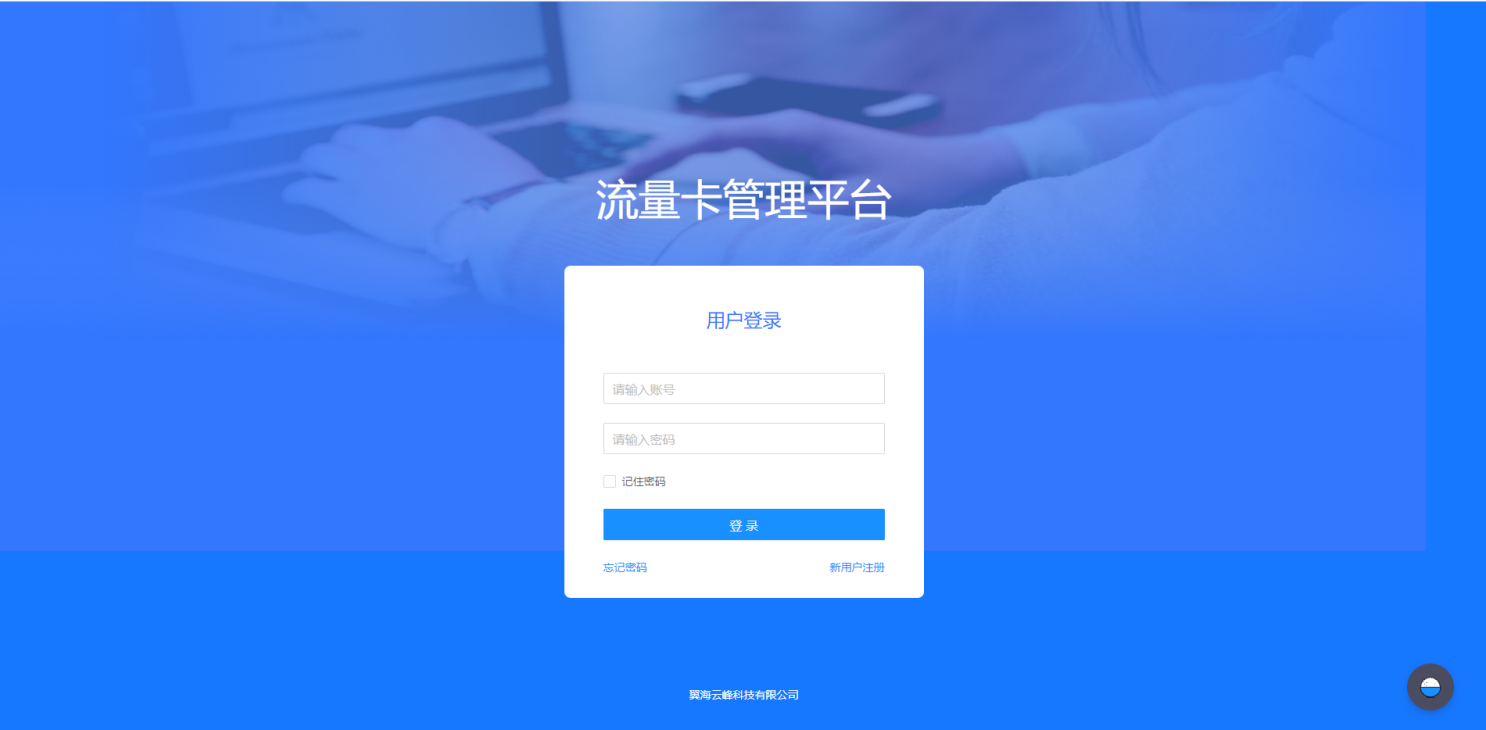 流量卡管理平台
用户登录
请输入账号
请输入密码
记住密码
登 录
忘记密码
新用户注册
翼海云峰科技有限公司